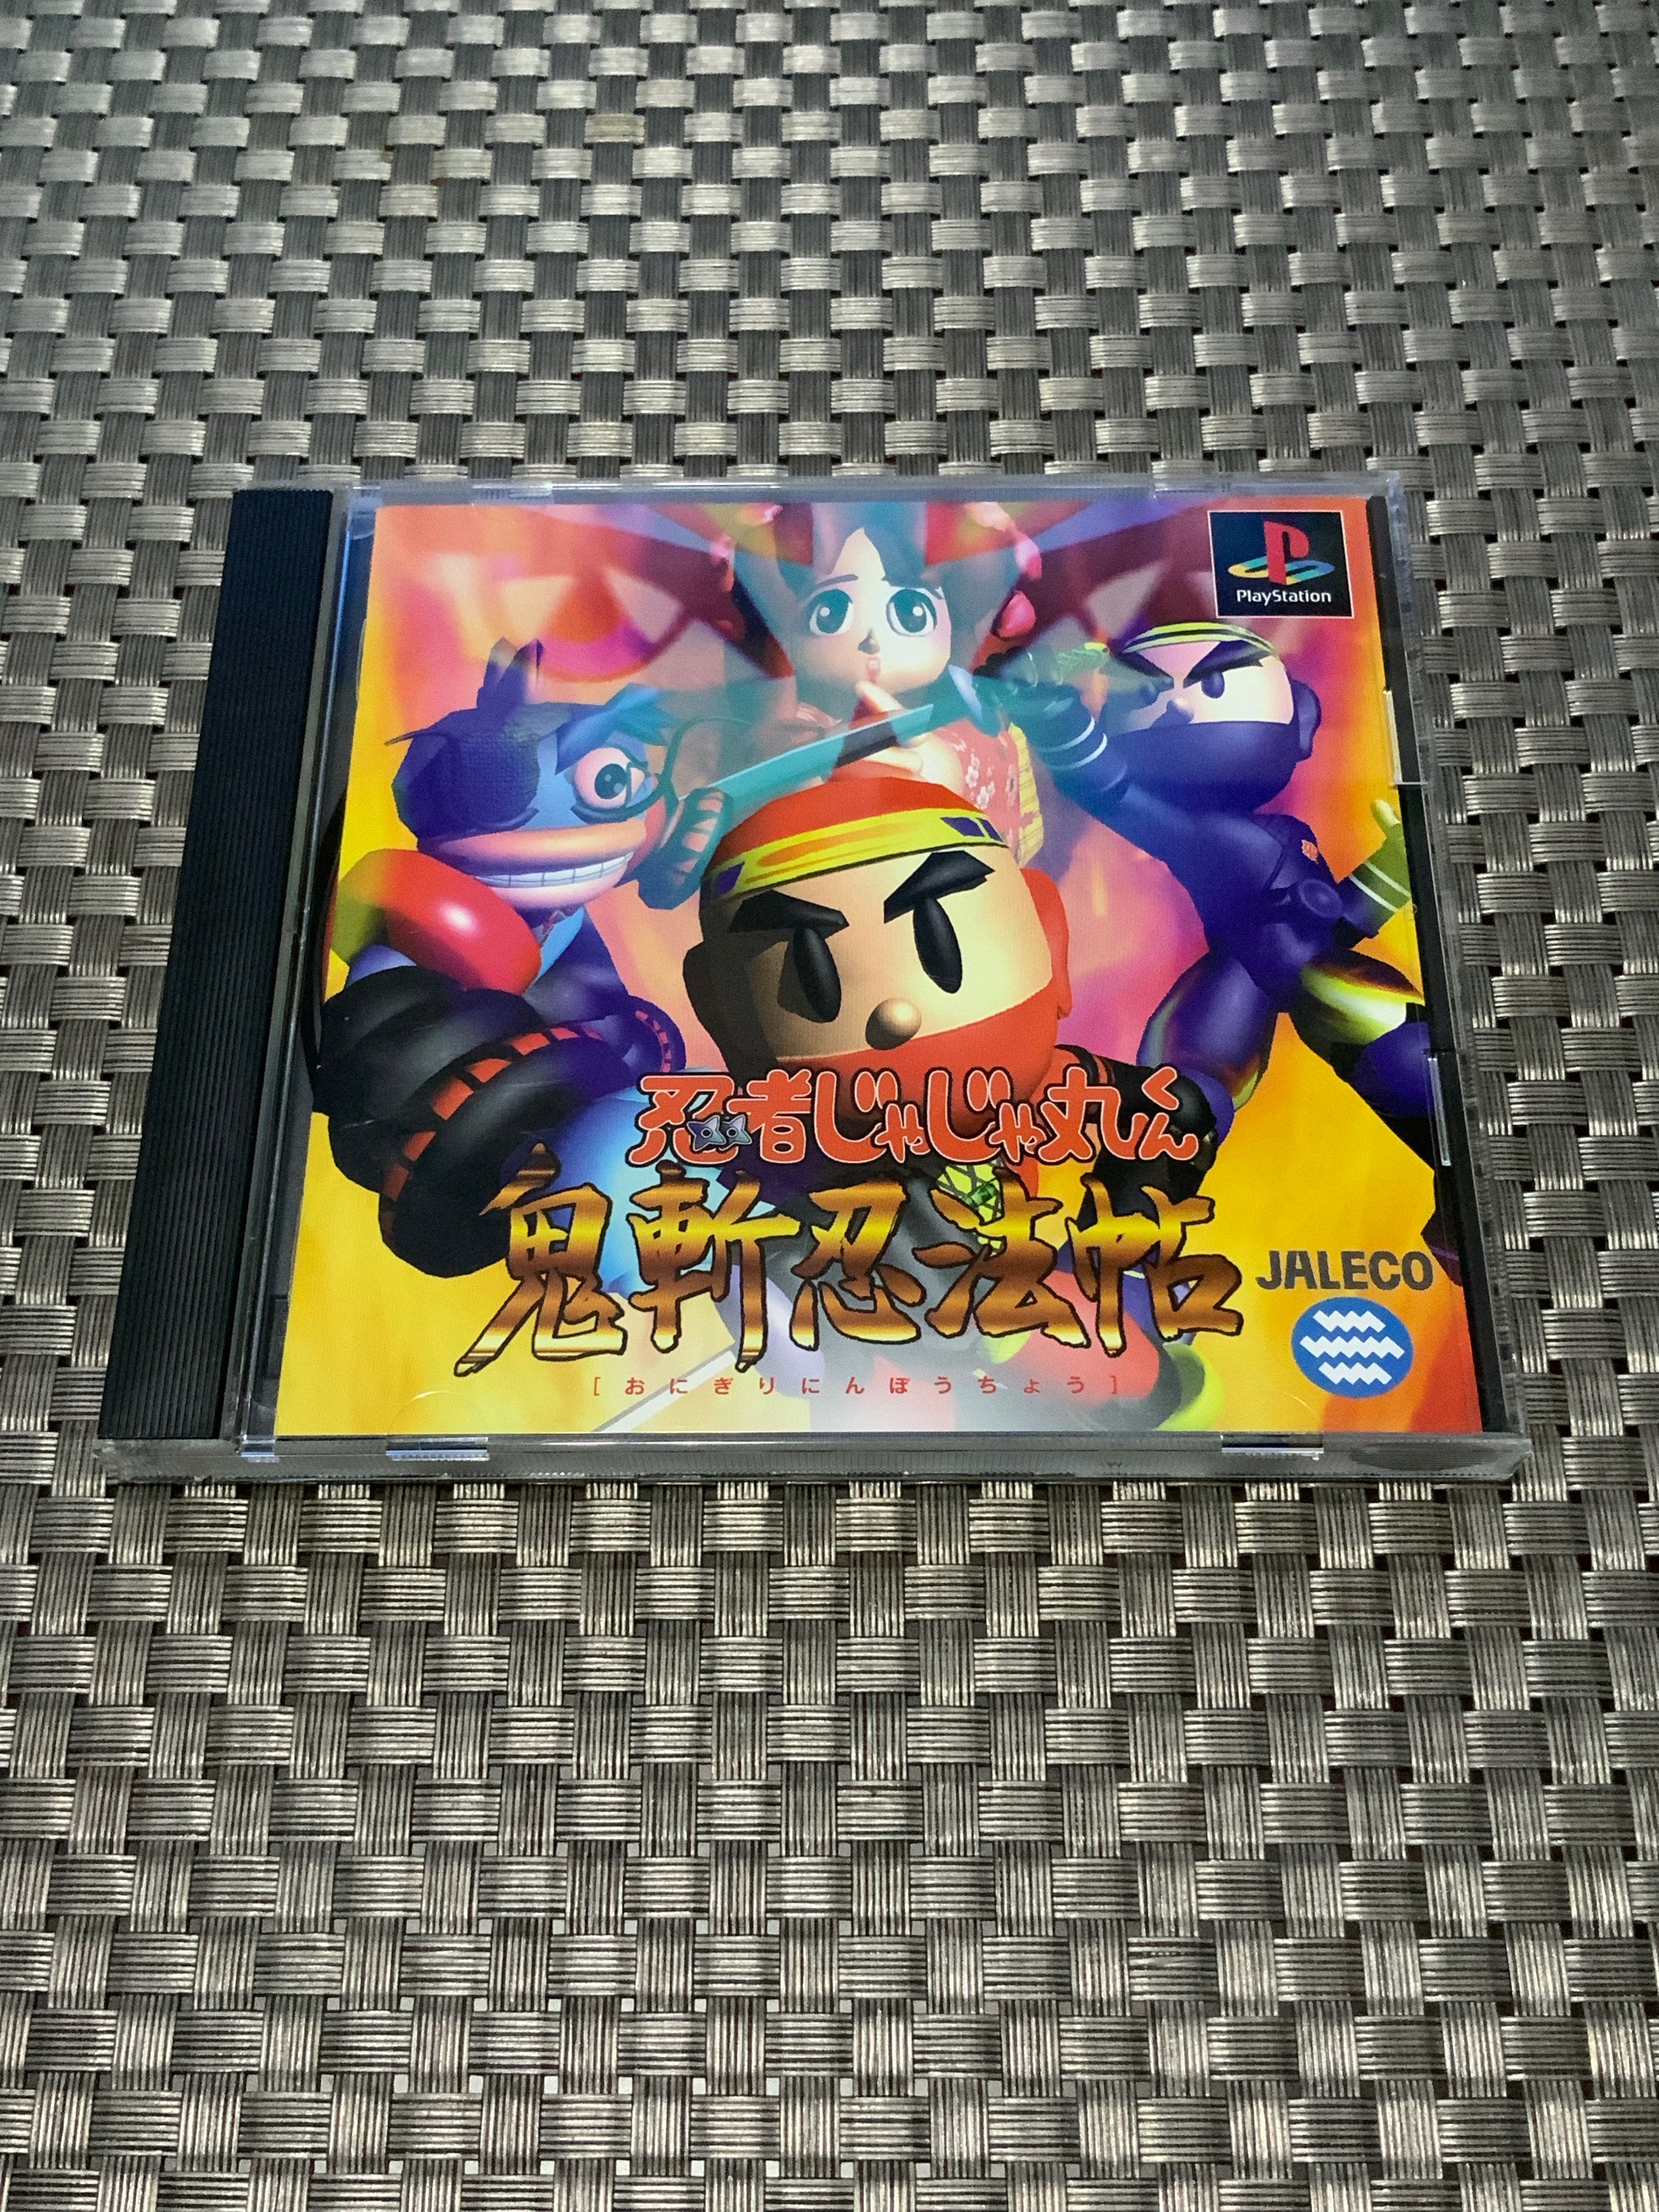 PlayStation
忍者じゃじゃ丸くん
鬼斬忍法帖
JALECO
[おにぎりにんぽうちょう]